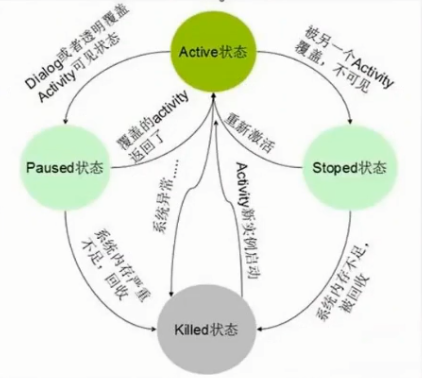 Active状态
Dialog或者透明覆盖
Activity可见状态
被另一个Activity
覆盖，不可见
覆盖的activity
返回了
重新激活
Paused状态
Stoped状态
系统异常……
Activity新实例启动
系统内存严重
不足，回收
系统内存不足，
被回收
Killed状态